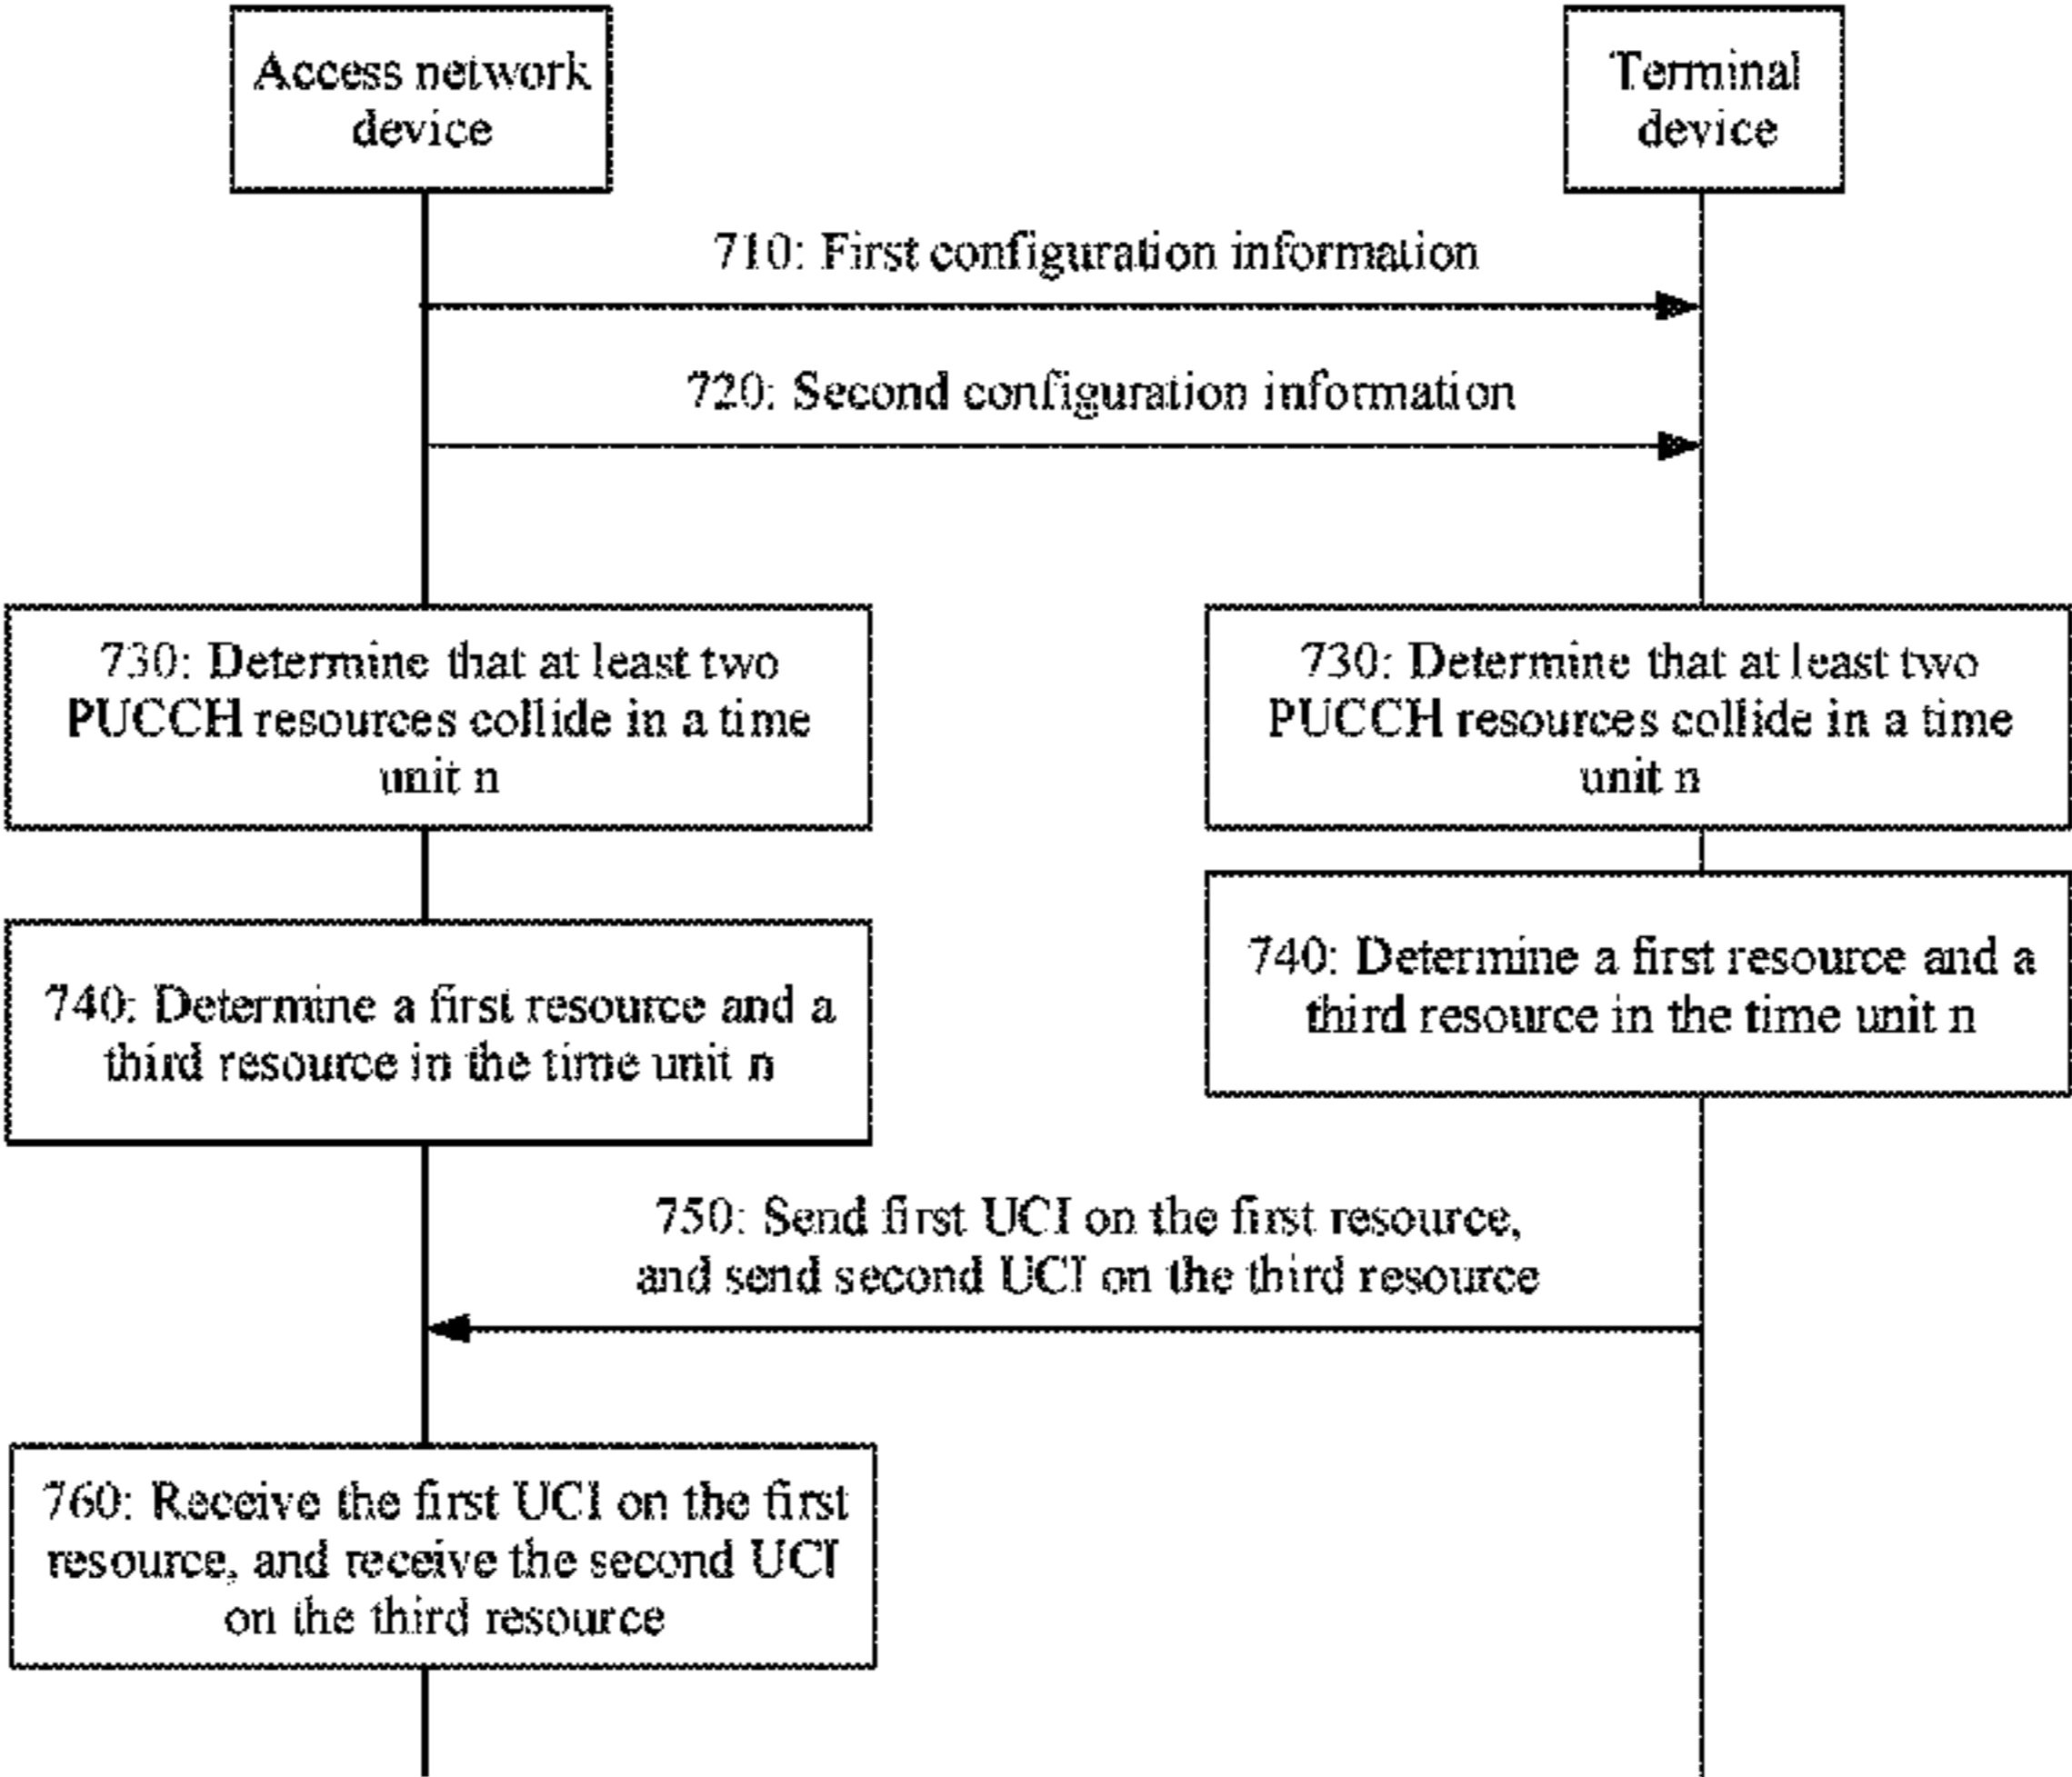 Access network
device
Terminal
device
710: First configuration information
720: Second configuration information
730: Determine that at least two
PUCCH resources collide in a time
unit n
730: Determine that at least two
PUCCH resources collide in a time
unit n
740: Determine a first resource and a
third resource in the time unit n
740: Determine a first resource and a
third resource in the time unit n
750: Send first UCI on the first resource,
and send second UCI on the third resource
760: Receive the first UCI on the first
resource, and receive the second UCI
on the third resource